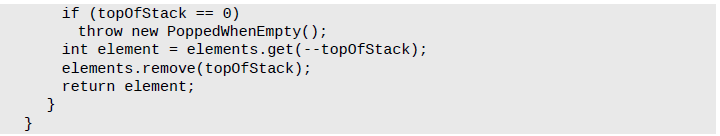 if (topOfStack == 0)
throw new PoppedWhenEmpty();
int element = elements.get(--topOfStack);
elements.remove(topOfStack);
return element;
}
}